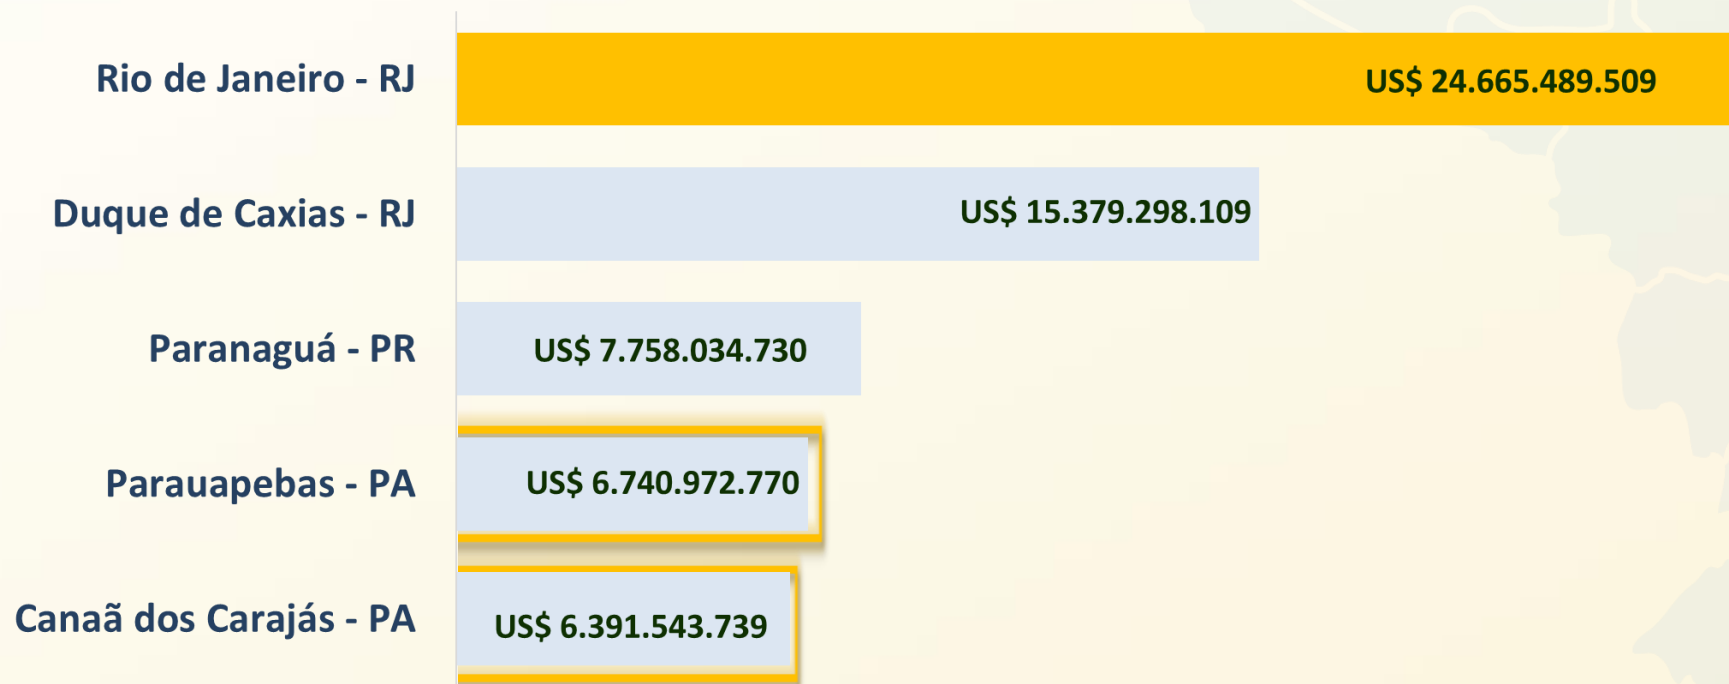 Rio de Janeiro - RJ
US$ 24.665.489.509
Duque de Caxias - RJ
US$ 15.379.298.109
Paranaguá - PR
US$ 7.758.034.730
Parauapebas - PA
US$ 6.740.972.770
Canaã dos Carajás - PA
US$ 6.391.543.739